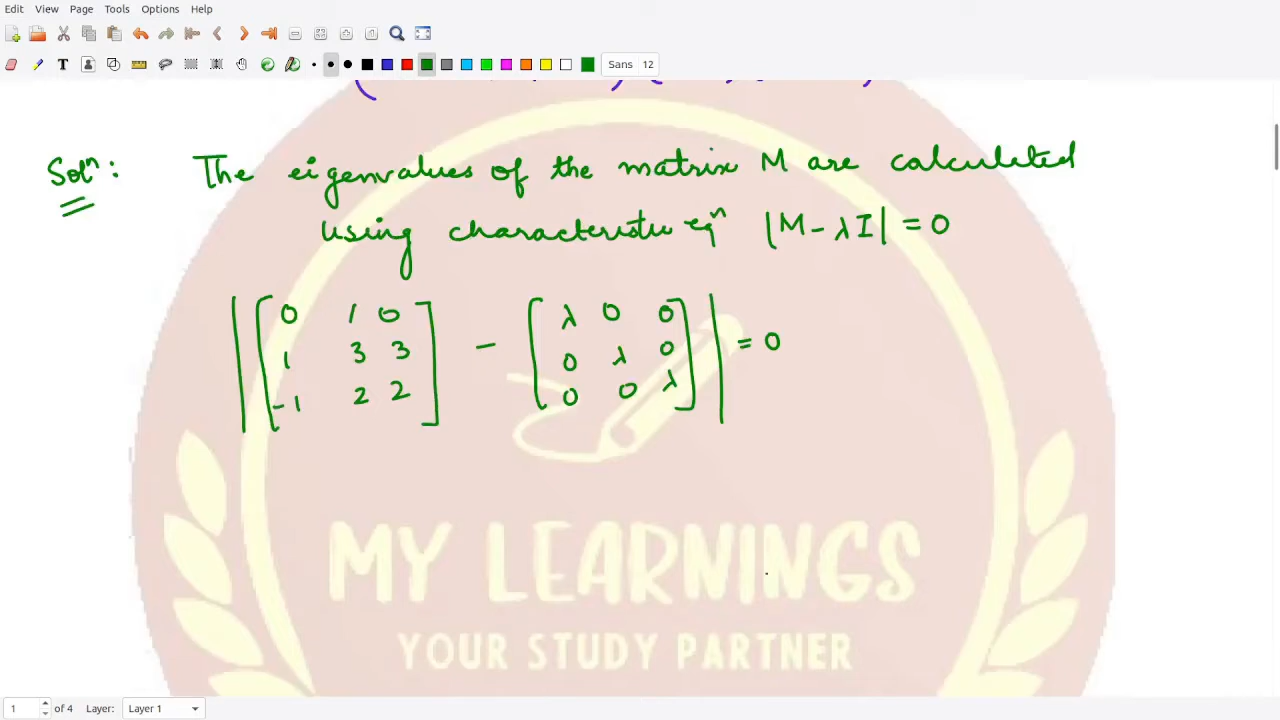 Edit View Page Tools Options Help
Sans 12
Solⁿ: The eigenvalues of the matrix M are calculated
using characteristic eqⁿ |M-λI| = 0
0 1 0 λ 0 0
1 3 3 - 0 λ 0 = 0
-1 2 2 0 0 λ
MY LEARNINGS
YOUR STUDY PARTNER
1 of 4 Layer: Layer 1